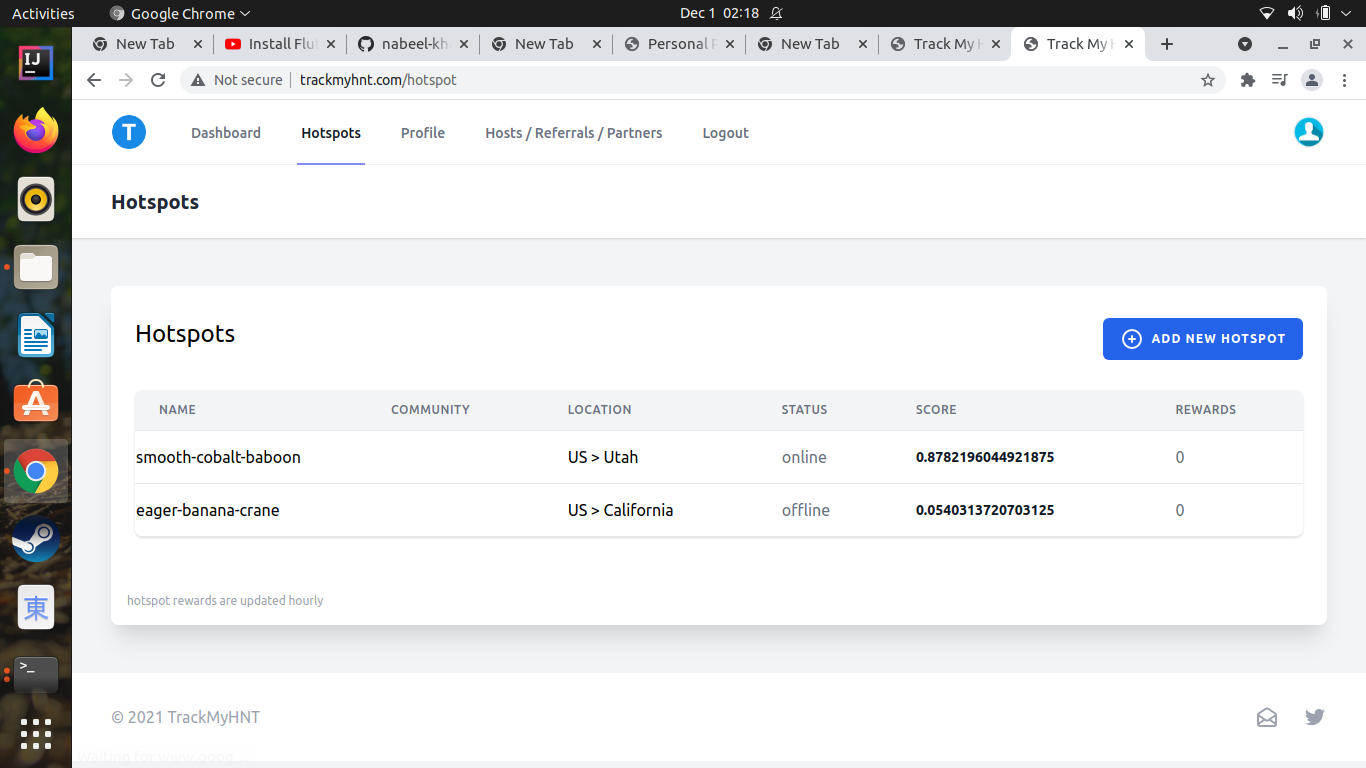 Activities
Google Chrome
Dec 1 02:18
New Tab
Install Flu
nabeel-kh
New Tab
Personal
New Tab
Track My
Track My
Not secure
trackmyhnt.com/hotspot
T
Dashboard
Hotspots
Profile
Hosts / Referrals / Partners
Logout
Hotspots
Hotspots
ADD NEW HOTSPOT
NAME COMMUNITY LOCATION STATUS SCORE REWARDS
smooth-cobalt-baboon US > Utah online 0.8782196044921875 0
eager-banana-crane US > California offline 0.0540313720703125 0
hotspot rewards are updated hourly
© 2021 TrackMyHNT
IJ
東
>_